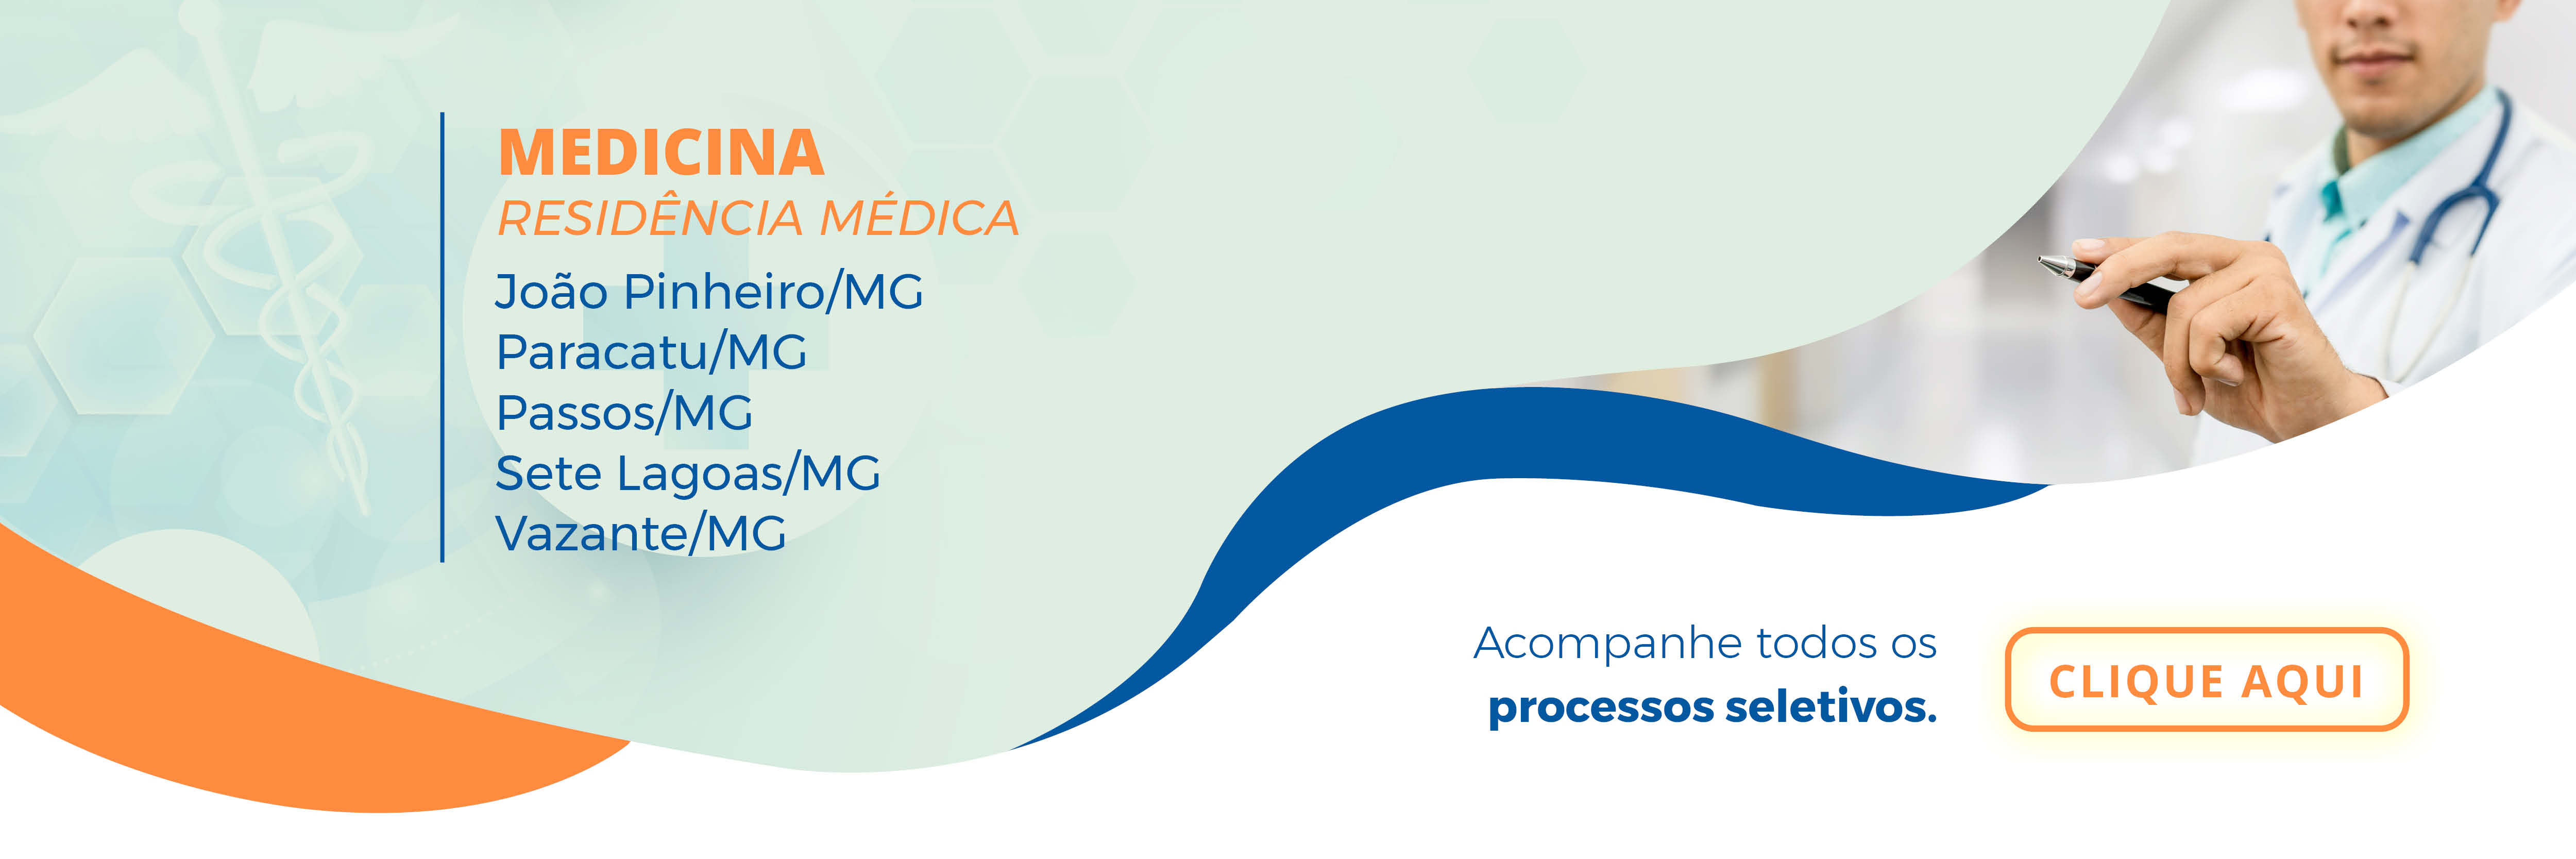 MEDICINA
RESIDÊNCIA MÉDICA
João Pinheiro/MG
Paracatu/MG
Passos/MG
Sete Lagoas/MG
Vazante/MG
Acompanhe todos os
processos seletivos.
CLIQUE AQUI